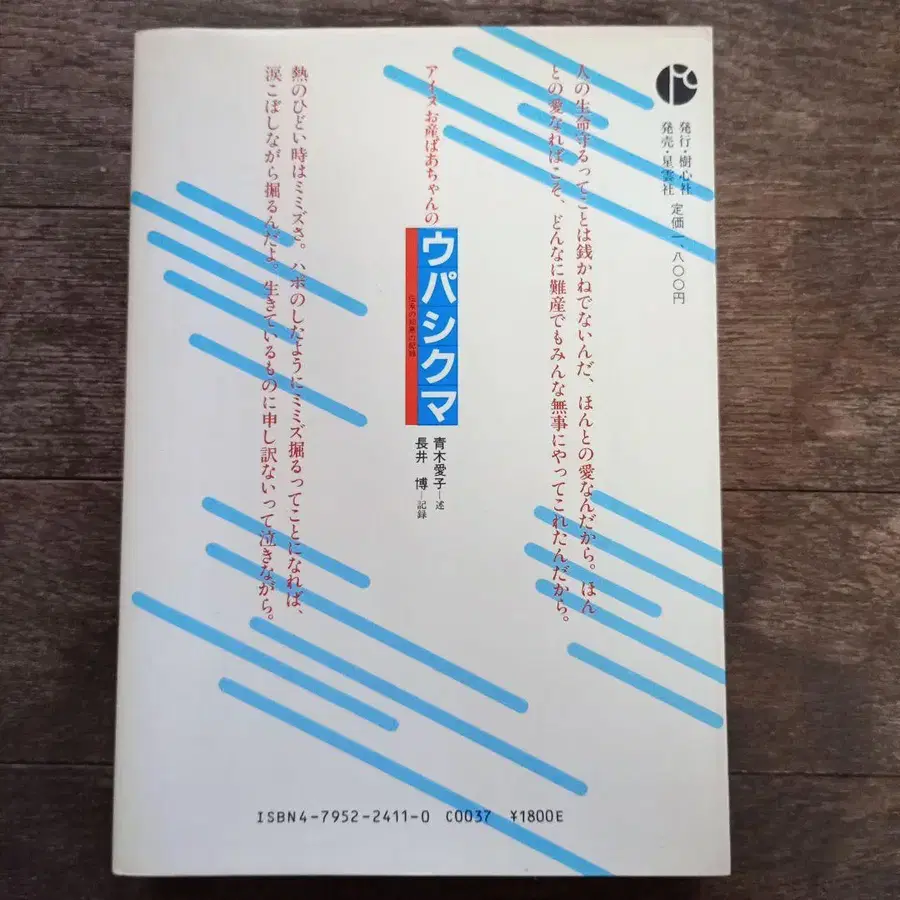 発行・樹心社
発売・星雲社
定価一、八〇〇円
人の生命守るってことは銭かねでないんだ、ほんとの愛なんだから。ほん
との愛なればこそ、どんなに難産でもみんな無事にやってこれたんだから。
アイヌお産ばあちゃんの
ウパシクマ
伝承の知恵の記録
青木愛子―述
長井 博―記録
熱のひどい時はミミズさ。ハポのしたようにミミズ掘るってことになれば、
涙こぼしながら掘るんだよ。生きているものに申し訳ないって泣きながら。
ISBN4-7952-2411-0 C0037 ¥1800E